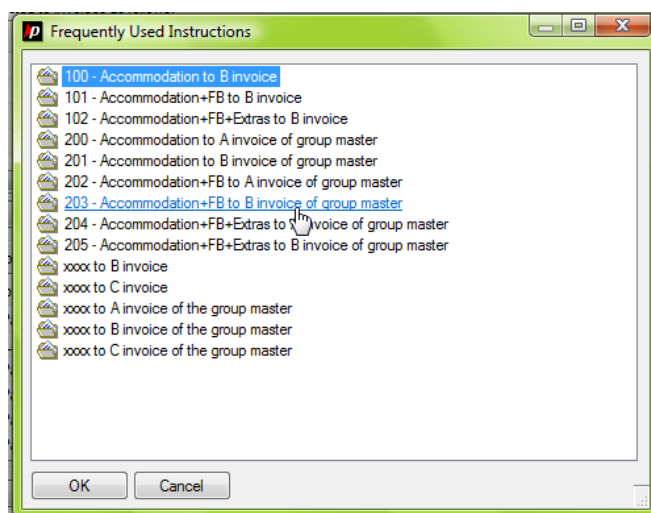 Frequently Used Instructions
100 - Accommodation to B invoice
101 - Accommodation+FB to B invoice
102 - Accommodation+FB+Extras to B invoice
200 - Accommodation to A invoice of group master
201 - Accommodation to B invoice of group master
202 - Accommodation+FB to A invoice of group master
203 - Accommodation+FB to B invoice of group master
204 - Accommodation+FB+Extras to invoice of group master
205 - Accommodation+FB+Extras to B invoice of group master
xxxx to B invoice
xxxx to C invoice
xxxx to A invoice of the group master
xxxx to B invoice of the group master
xxxx to C invoice of the group master
OK Cancel